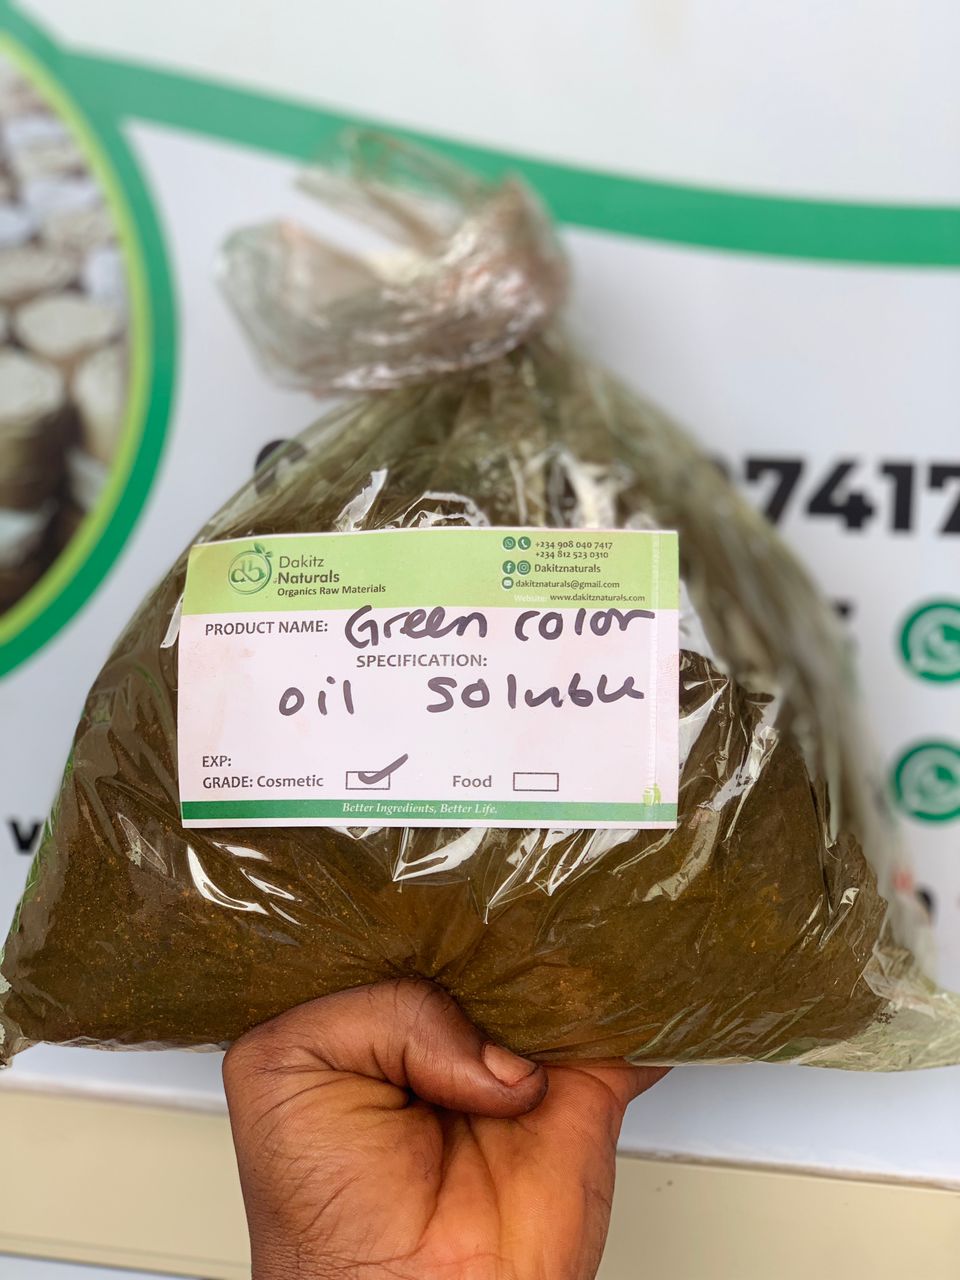 7417
Dakitz
Naturals
Organics Raw Materials
+234 908 040 7417
+234 812 523 0310
Dakitznaturals
dakitznaturals@gmail.com
Website: www.dakitznaturals.com
PRODUCT NAME: Green color
SPECIFICATION:
oil soluble
EXP:
GRADE: Cosmetic Food
Better Ingredients, Better Life.